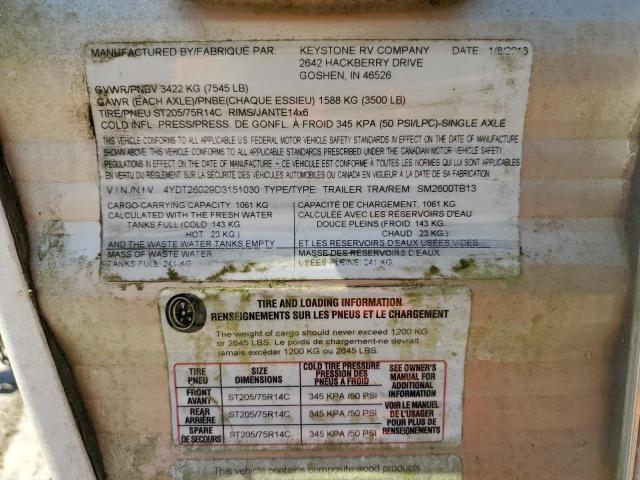 MANUFACTURED BY/FABRIQUÉ PAR: KEYSTONE RV COMPANY DATE 1/8/2013
2642 HACKBERRY DRIVE
GOSHEN, IN 46526
GVWR/PNBV 3422 KG (7545 LB)
GAWR (EACH AXLE)/PNBE(CHAQUE ESSIEU) 1588 KG (3500 LB)
TIRE/PNEU ST205/75R14C RIMS/JANTE14x6
COLD INFL. PRESS/PRESS. DE GONFL. À FROID 345 KPA (50 PSI/LPC)-SINGLE AXLE
THIS VEHICLE CONFORMS TO ALL APPLICABLE U.S. FEDERAL MOTOR VEHICLE SAFETY STANDARDS IN EFFECT ON THE DATE OF MANUFACTURE
SHOWN ABOVE. THIS VEHICLE CONFORMS TO ALL APPLICABLE STANDARDS PRESCRIBED UNDER THE CANADIAN MOTOR VEHICLE SAFETY
REGULATIONS IN EFFECT ON THE DATE OF MANUFACTURE. / CE VÉHICULE EST CONFORME À TOUTES LES NORMES QUI LUI SONT APPLICABLES
EN VERTU DU RÈGLEMENT SUR LA SÉCURITÉ DES VÉHICULES AUTOMOBILES DU CANADA EN VIGUEUR À LA DATE DE SA FABRICATION
V.I.N./N.I.V.: 4YDT26029D3151030 TYPE/TYPE: TRAILER TRA/REM SM2600TB13
CARGO-CARRYING CAPACITY: 1061 KG
CALCULATED WITH THE FRESH WATER
TANKS FULL (COLD: 143 KG
HOT: 23 KG)
AND THE WASTE WATER TANKS EMPTY
MASS OF WASTE WATER
TANKS FULL: 241 KG
CAPACITÉ DE CHARGEMENT: 1061 KG
CALCULÉE AVEC LES RÉSERVOIRS D'EAU
DOUCE PLEINS (FROID: 143 KG
CHAUD: 23 KG)
ET LES RÉSERVOIRS D'EAUX USÉES VIDES
MASSE DES RÉSERVOIRS D'EAU
USÉES PLEINS: 241 KG
TIRE AND LOADING INFORMATION
RENSEIGNEMENTS SUR LES PNEUS ET LE CHARGEMENT
The weight of cargo should never exceed 1200 KG
or 2645 LBS. Le poids de chargement-ne devrait
jamais excéder 1200 KG ou 2645 LBS.
TIRE
PNEU
SIZE
DIMENSIONS
COLD TIRE PRESSURE
PRESSION DES
PNEUS A FROID
SEE OWNER'S
MANUAL FOR
ADDITIONAL
INFORMATION
VOIR LE MANUEL
DE L'USAGER
POUR PLUS DE
RENSEIGNEMENTS
FRONT
AVANT
ST205/75R14C
345 KPA /50 PSI
REAR
ARRIÈRE
ST205/75R14C
345 KPA /50 PSI
SPARE
DE SECOURS
ST205/75R14C
345 KPA /50 PSI
This vehicle contains composite wood products